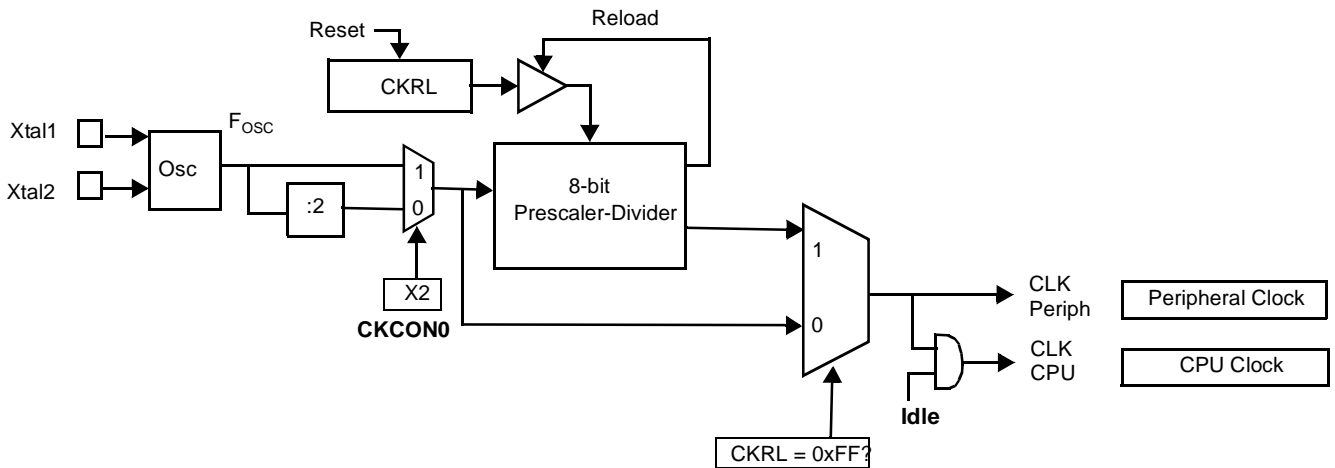 Reload
Reset
CKRL
Xtal1
Xtal2
Osc
FOSC
:2
1
0
X2
CKCON0
8-bit
Prescaler-Divider
1
0
CKRL = 0xFF?
CLK
Periph
Peripheral Clock
CLK
CPU
CPU Clock
Idle